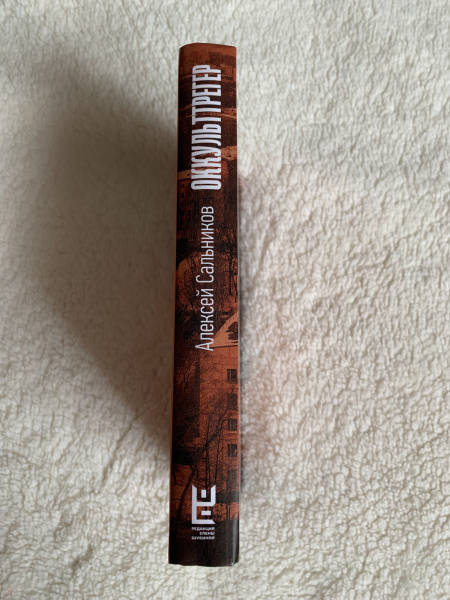 Алексей Сальников
ОККУЛЬТТРЕГЕР
РЕДАКЦИЯ
ЕЛЕНЫ
ШУБИНОЙ